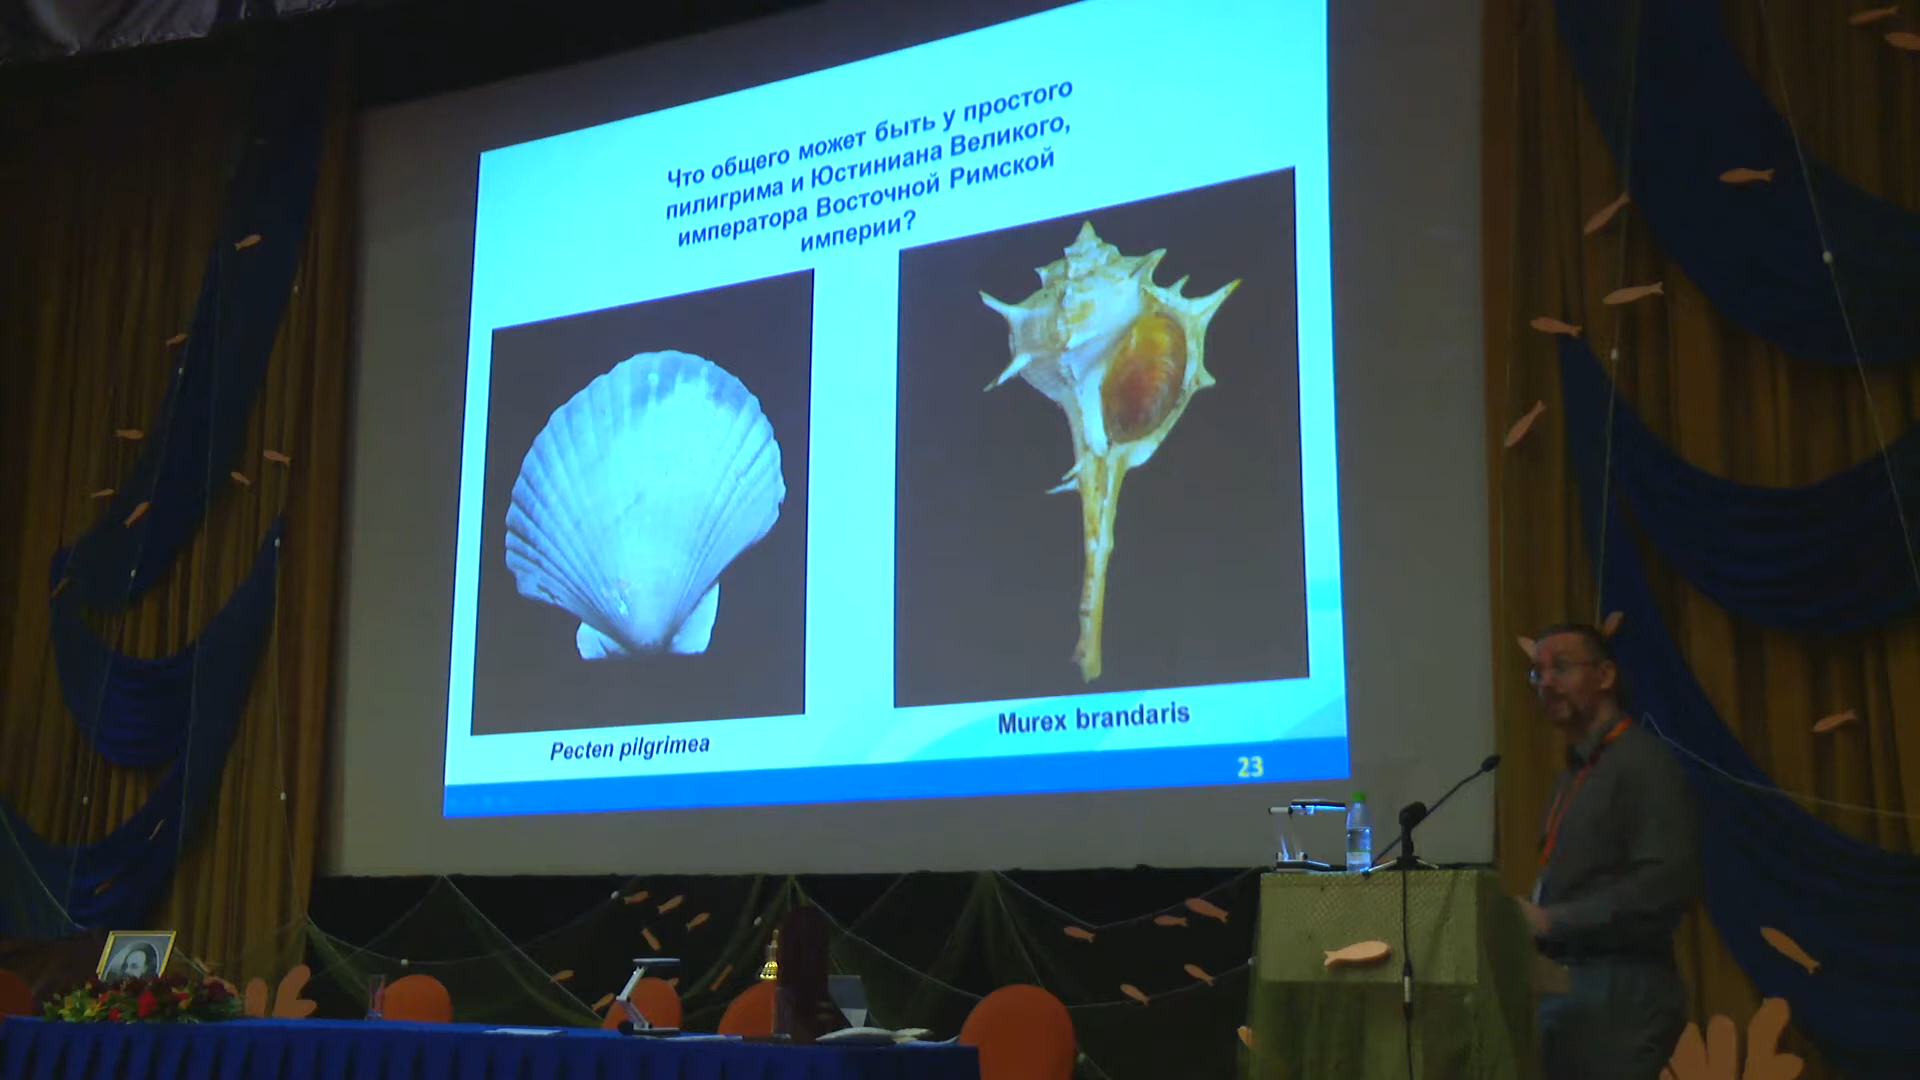 Что общего может быть у простого
пилигрима и Юстиниана Великого,
императора Восточной Римской
империи?
Pecten pilgrimea
Murex brandaris
23